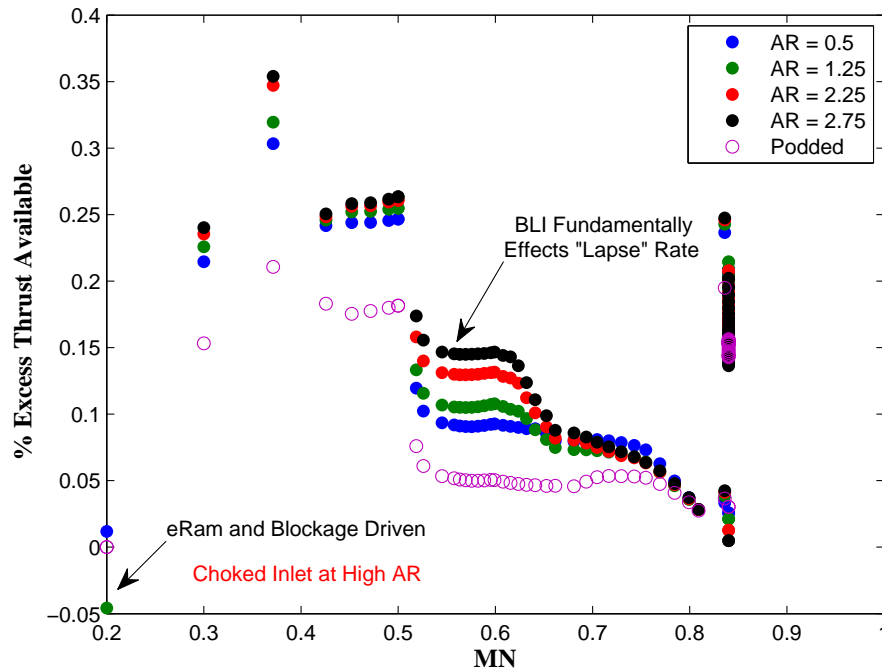 % Excess Thrust Available
0.4
0.35
0.3
0.25
0.2
0.15
0.1
0.05
0
−0.05
AR = 0.5
AR = 1.25
AR = 2.25
AR = 2.75
Podded
BLI Fundamentally
Effects "Lapse" Rate
eRam and Blockage Driven
Choked Inlet at High AR
0.2
0.3
0.4
0.5
0.6
0.7
0.8
0.9
1
MN